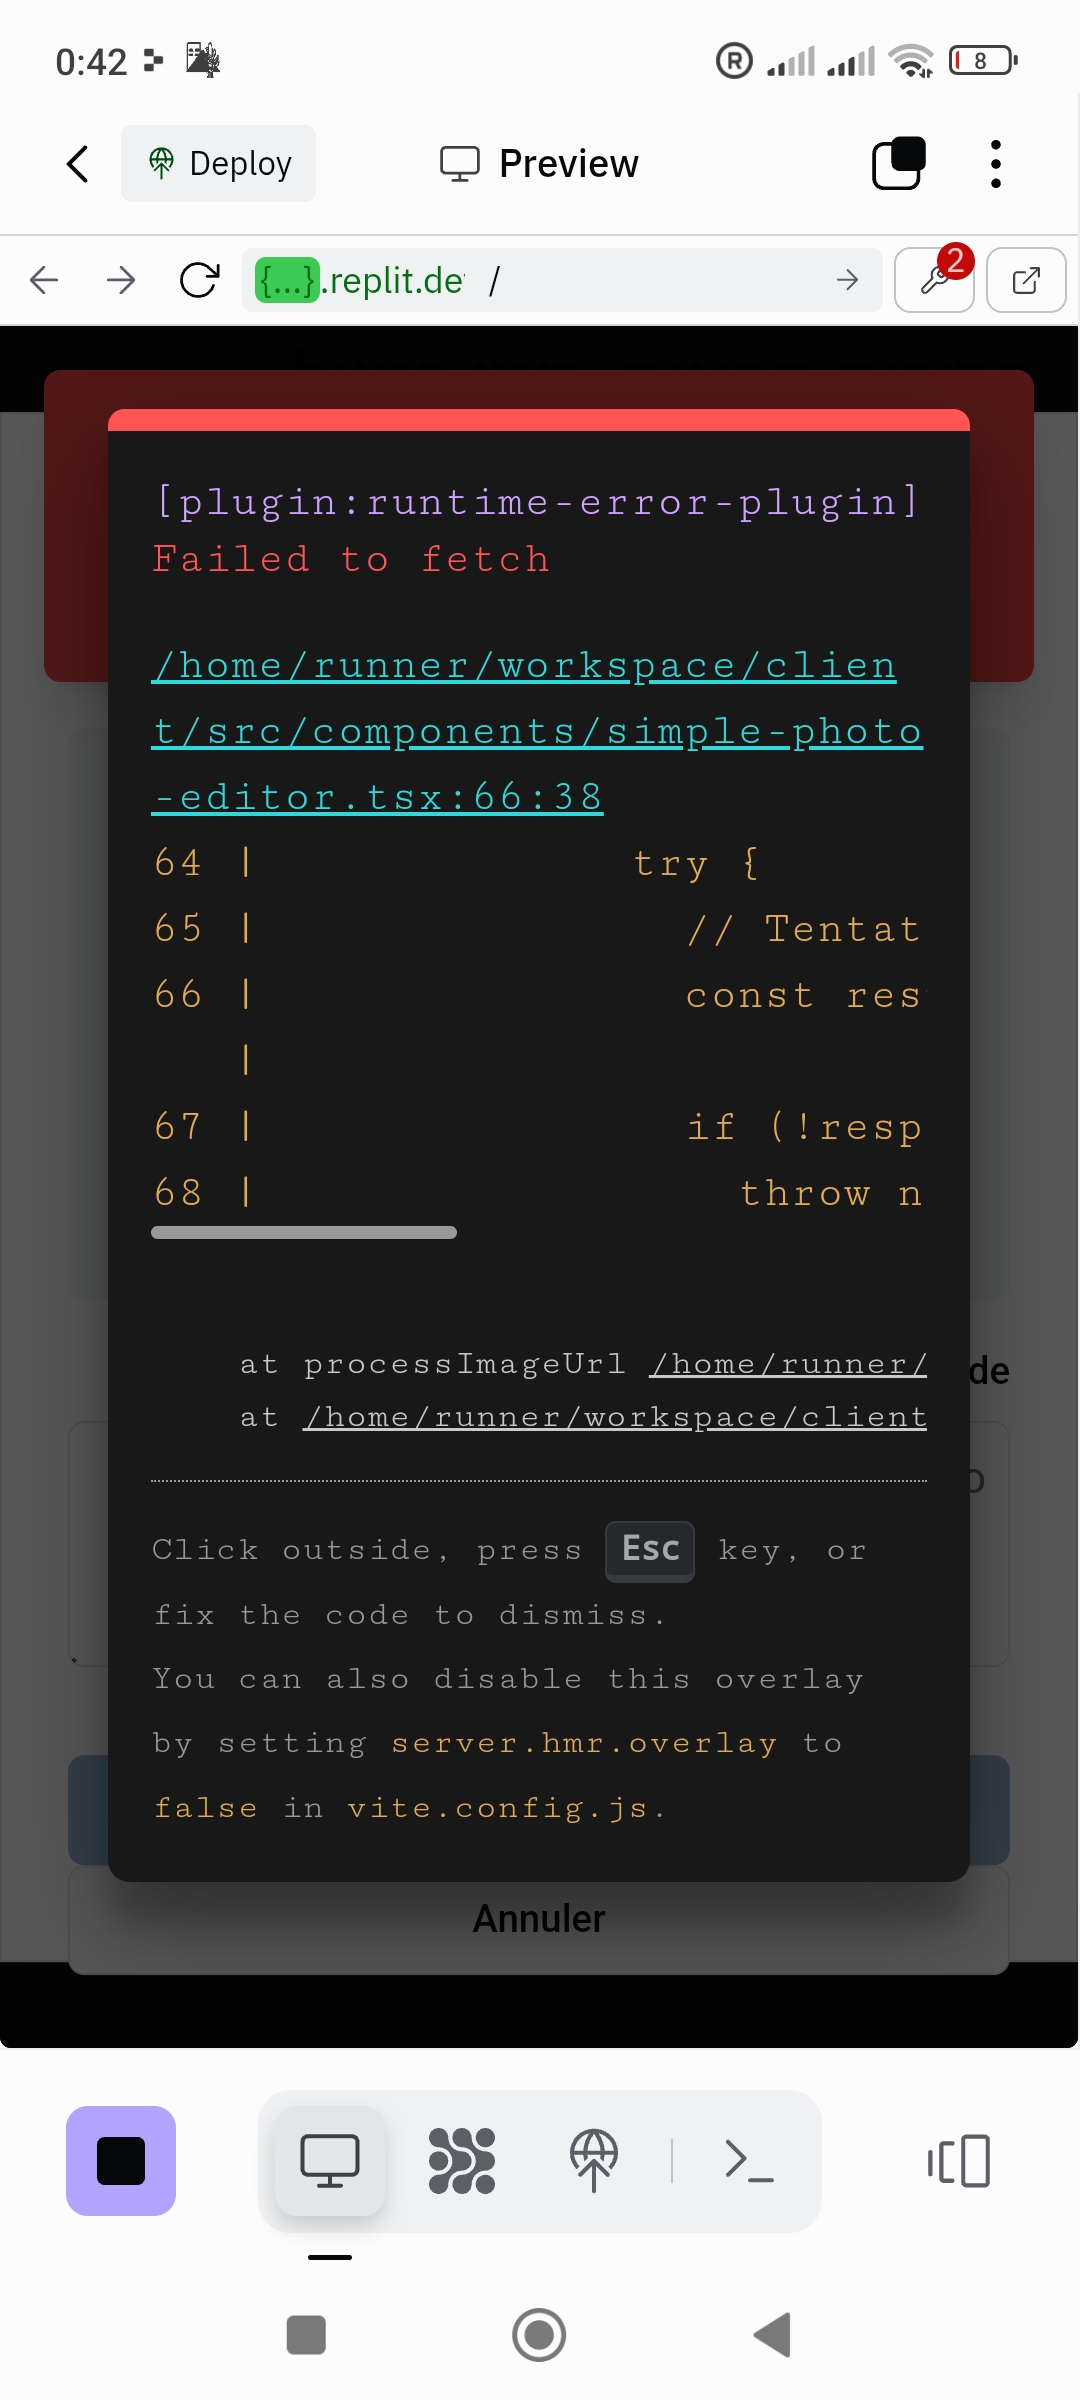 0:42
8
Deploy
Preview
{...}.replit.de /
2
[plugin:runtime-error-plugin]
Failed to fetch
/home/runner/workspace/clien
t/src/components/simple-photo
-editor.tsx:66:38
64 | try {
65 | // Tentat
66 | const res
|
67 | if (!resp
68 | throw n
at processImageUrl /home/runner/
de
at /home/runner/workspace/client
Click outside, press Esc key, or
fix the code to dismiss.
You can also disable this overlay
by setting server.hmr.overlay to
false in vite.config.js.
Annuler